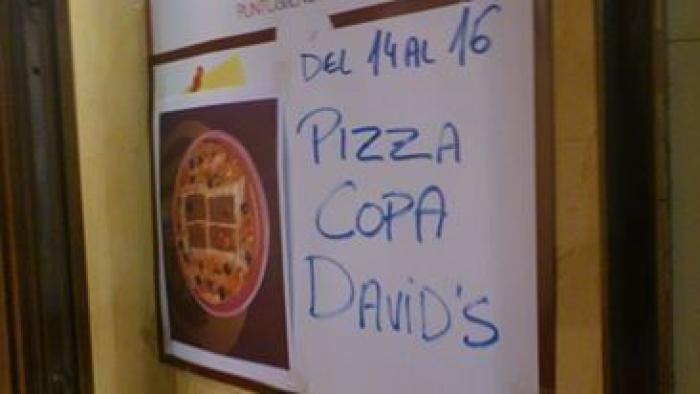 DEL 14 AL 16
PIZZA
COPA
DAViD'S